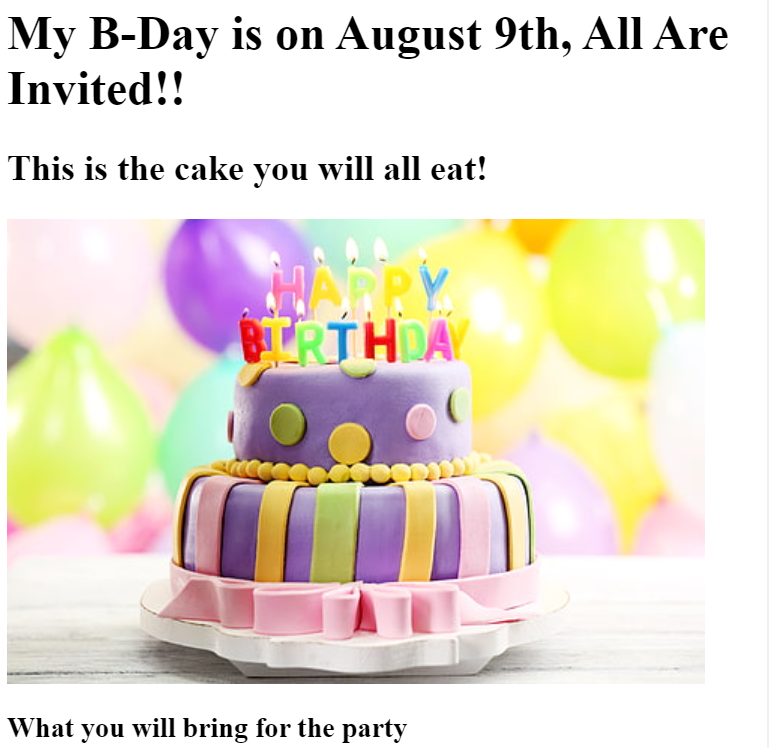 My B-Day is on August 9th, All Are
Invited!!
This is the cake you will all eat!
HAPPY
BIRTHDAY
What you will bring for the party